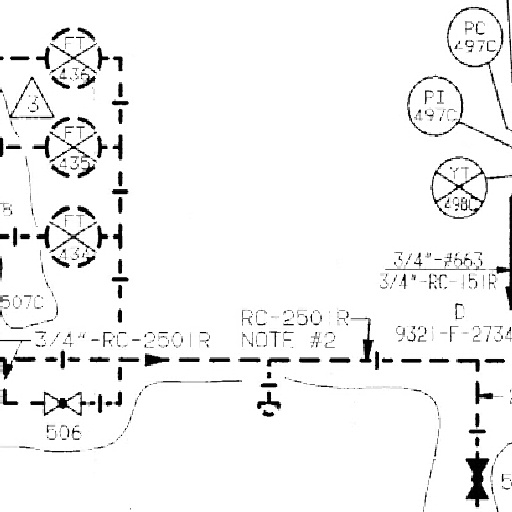 FT
436
3
FT
435
FT
434
507C
PC
497C
PI
497C
YT
3/4"-#663
3/4"-RC-151R
D
9321-F-2734
RC-2501R
NOTE #2
3/4"-RC-2501R
506